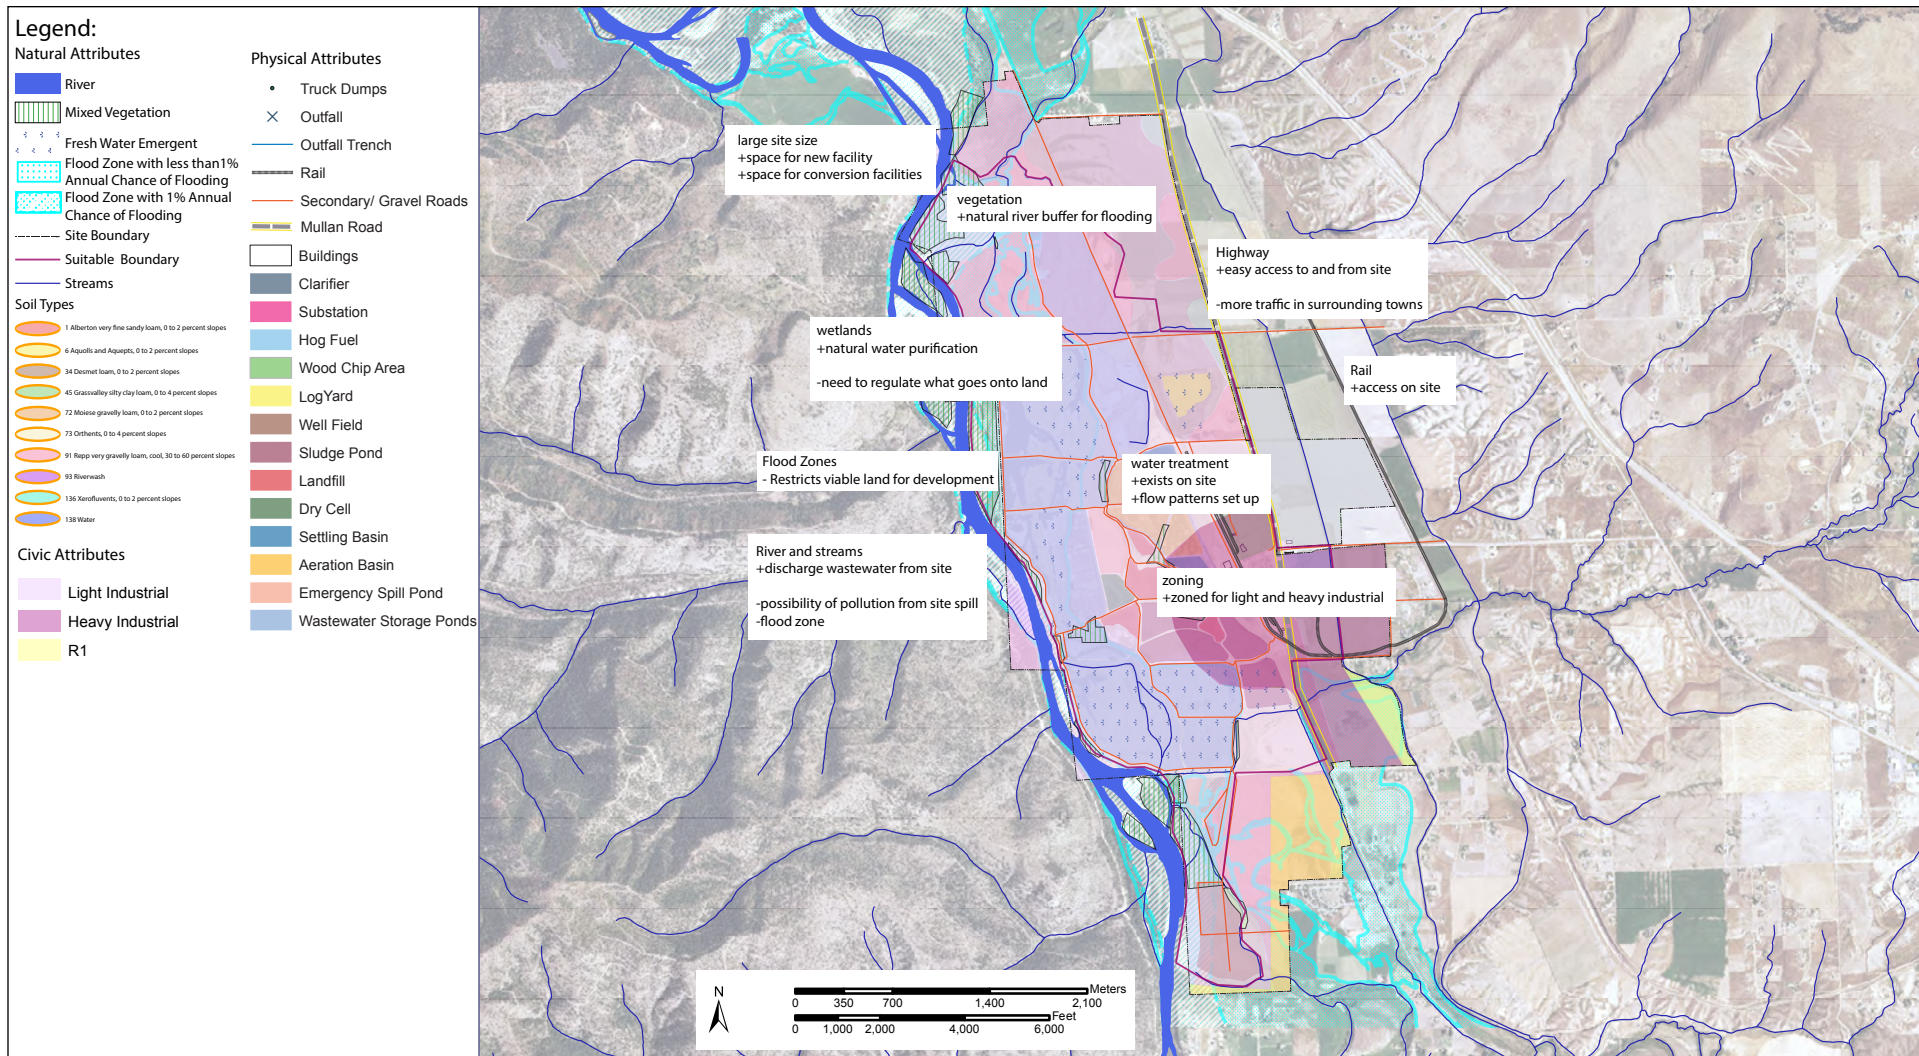 Legend:
Natural Attributes
River
Mixed Vegetation
Fresh Water Emergent
Flood Zone with less than1%
Annual Chance of Flooding
Flood Zone with 1% Annual
Chance of Flooding
Site Boundary
Suitable Boundary
Streams
Soil Types
1 Alberton very fine sandy loam, 0 to 2 percent slopes
6 Aquolls and Aquepts, 0 to 2 percent slopes
34 Desmet loam, 0 to 2 percent slopes
45 Grassvalley silty clay loam, 0 to 4 percent slopes
72 Moiese gravelly loam, 0 to 2 percent slopes
73 Orthents, 0 to 4 percent slopes
91 Repp very gravelly loam, cool, 30 to 60 percent slopes
93 Riverwash
136 Xerofluvents, 0 to 2 percent slopes
138 Water
Civic Attributes
Light Industrial
Heavy Industrial
R1
Physical Attributes
Truck Dumps
Outfall
Outfall Trench
Rail
Secondary/ Gravel Roads
Mullan Road
Buildings
Clarifier
Substation
Hog Fuel
Wood Chip Area
LogYard
Well Field
Sludge Pond
Landfill
Dry Cell
Settling Basin
Aeration Basin
Emergency Spill Pond
Wastewater Storage Ponds
large site size
+space for new facility
+space for conversion facilities
vegetation
+natural river buffer for flooding
Highway
+easy access to and from site
-more traffic in surrounding towns
wetlands
+natural water purification
-need to regulate what goes onto land
Rail
+access on site
Flood Zones
- Restricts viable land for development
water treatment
+exists on site
+flow patterns set up
River and streams
+discharge wastewater from site
-possibility of pollution from site spill
-flood zone
zoning
+zoned for light and heavy industrial
N
Meters
0 350 700 1,400 2,100
Feet
0 1,000 2,000 4,000 6,000